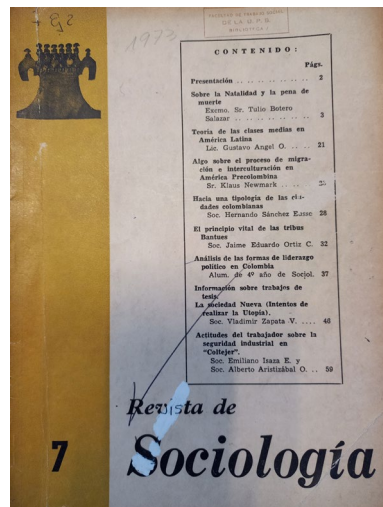 1973
FACULTAD DE
DE LA U. P. B.
BIBLIOTECA
CONTENIDO:
Págs.
Presentación .. .. .. .. .. .. .. .. 2
Sobre la Natalidad y la pena de
muerte
Excmo. Sr. Tulio Botero
Salazar .. .. .. .. .. .. .. 3
Teoría de las clases medias en
América Latina
Lic. Gustavo Angel O. .. .. 21
Algo sobre el proceso de migra-
ción e interculturación en
América Precolombina
Sr. Klaus Newmark .. ..
Hacia una tipología de las ciu-
dades colombianas
Soc. Hernando Sánchez 28
El principio vital de las tribus
Bantues
Soc. Jaime Eduardo Ortiz C. 32
Análisis de las formas de liderazgo
político en Colombia
Alum. de 4º año de Sociol. 37
Información sobre trabajos de
tesis.
La sociedad Nueva (Intentos de
realizar la Utopía).
Soc. Vladimir Zapata V. .... 46
Actitudes del trabajador sobre la
seguridad industrial en
"Coltejer".
Soc. Emiliano Isaza E. y
Soc. Alberto Aristizábal O. .. 59
Revista de
7
Sociología